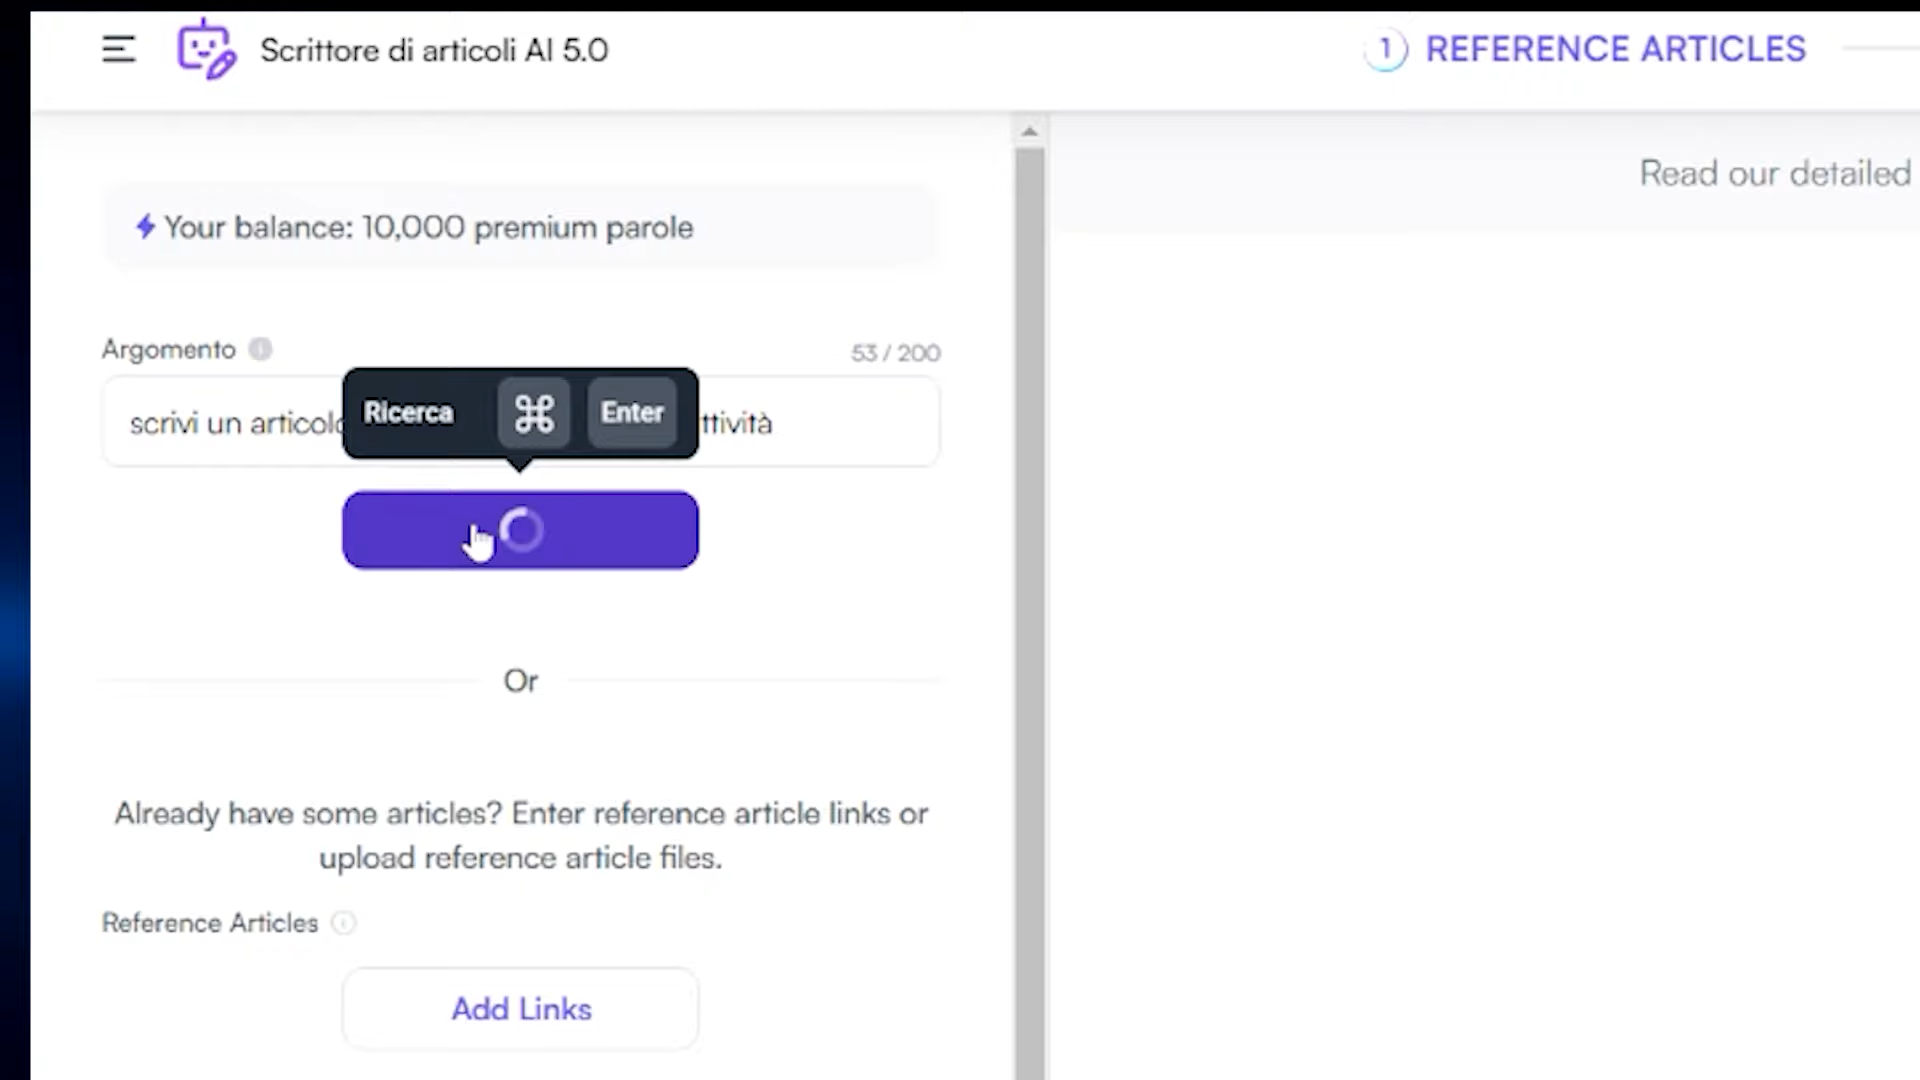 Scrittore di articoli AI 5.0
1 REFERENCE ARTICLES
Read our detailed
Your balance: 10,000 premium parole
Argomento
53 / 200
scrivi un articolo ttività
Ricerca ⌘ Enter
Or
Already have some articles? Enter reference article links or
upload reference article files.
Reference Articles
Add Links